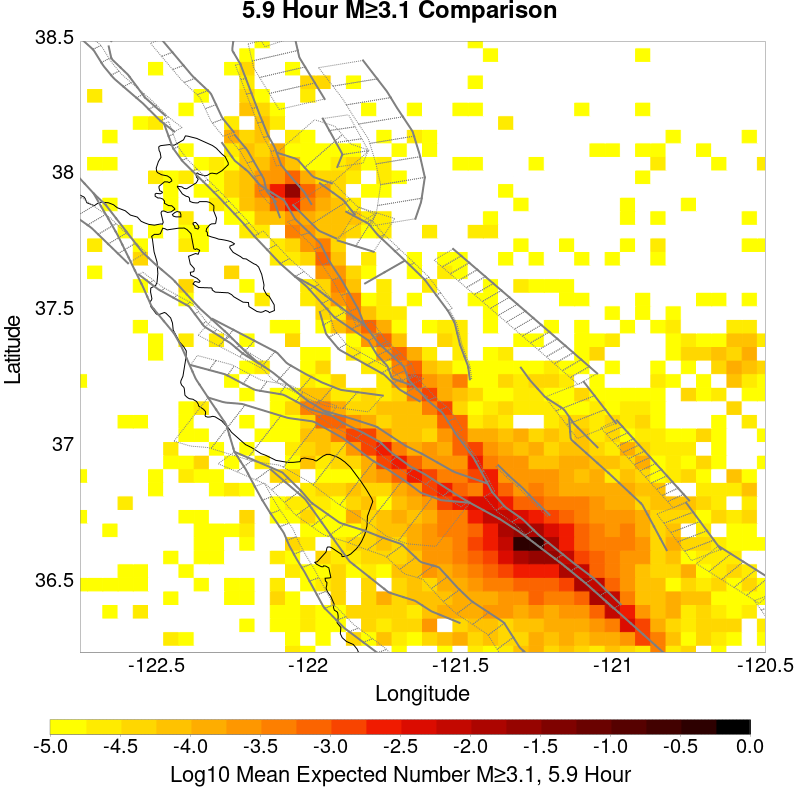 5.9 Hour M≥3.1 Comparison
38.5
38
37.5
37
36.5
Latitude
-122.5 -122 -121.5 -121 -120.5
Longitude
-5.0 -4.5 -4.0 -3.5 -3.0 -2.5 -2.0 -1.5 -1.0 -0.5 0.0
Log10 Mean Expected Number M≥3.1, 5.9 Hour